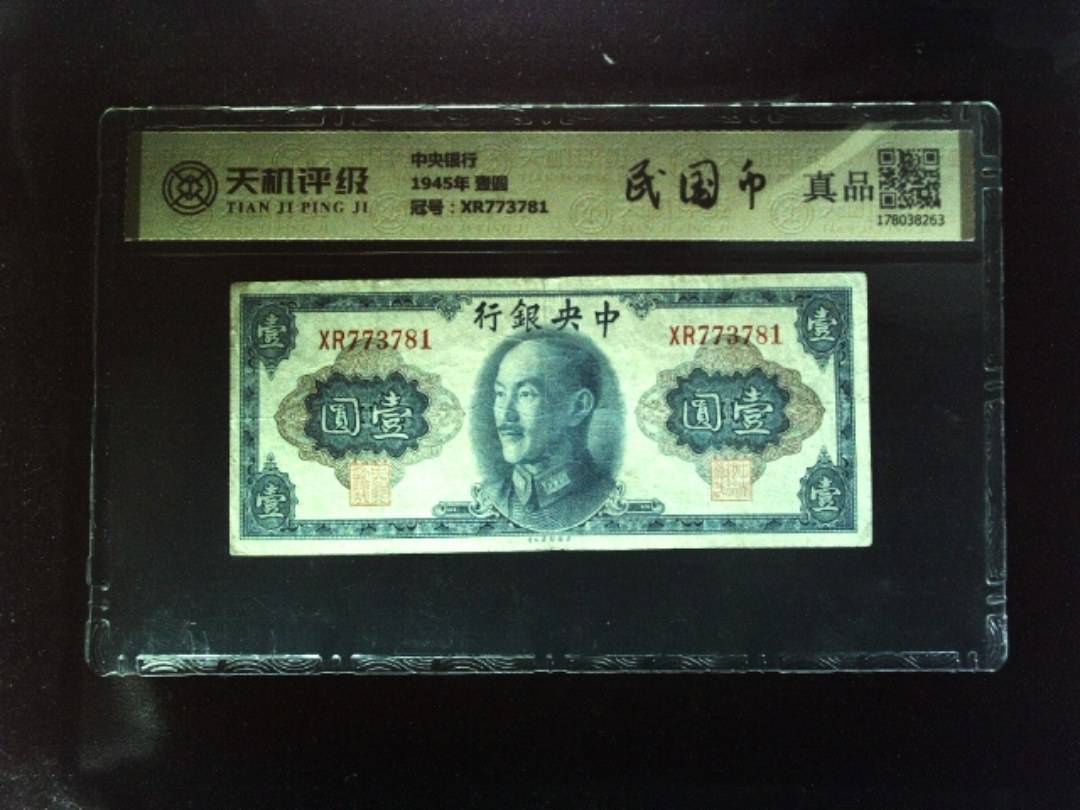 天机评级
TIAN JI PING JI
中央银行
1945年 壹圆
冠号：XR773781
民国币
真品
178038263
行銀央中
壹
壹
XR773781
XR773781
圓壹
圓壹
壹
壹